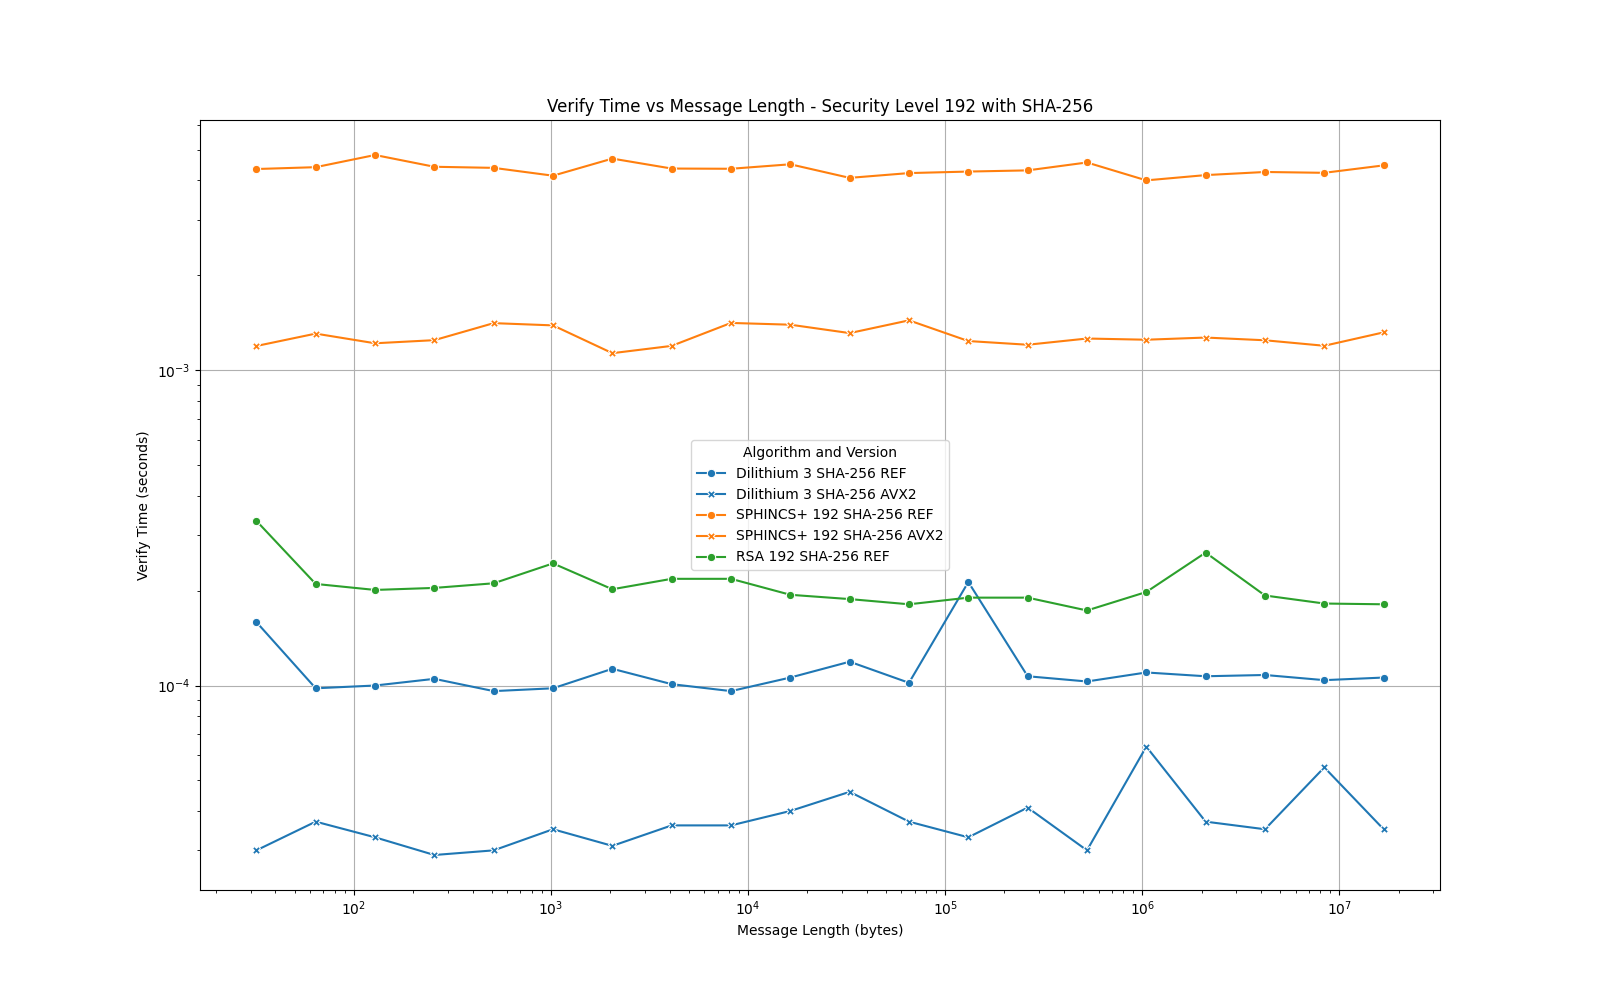 Verify Time vs Message Length - Security Level 192 with SHA-256
Verify Time (seconds)
10⁻³
10⁻⁴
Algorithm and Version
Dilithium 3 SHA-256 REF
Dilithium 3 SHA-256 AVX2
SPHINCS+ 192 SHA-256 REF
SPHINCS+ 192 SHA-256 AVX2
RSA 192 SHA-256 REF
10² 10³ 10⁴ 10⁵ 10⁶ 10⁷
Message Length (bytes)